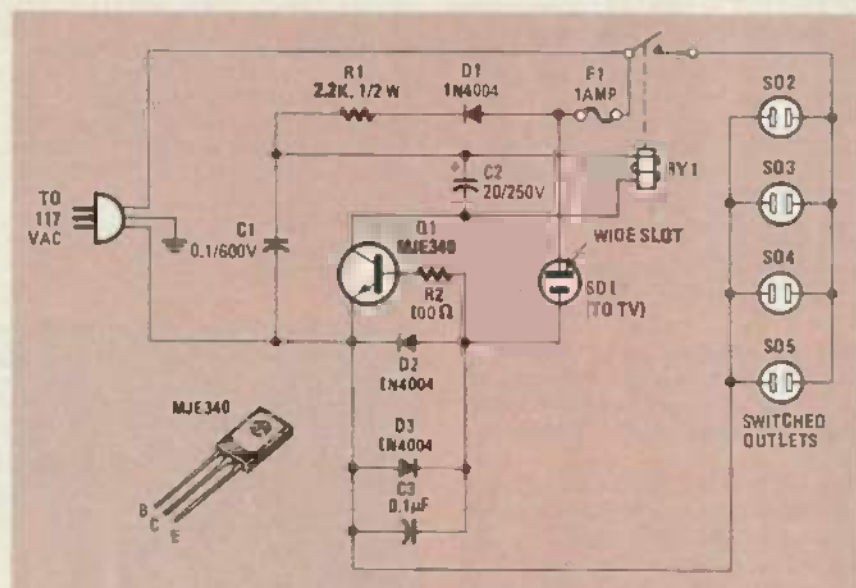 R1
2.2K, 1/2 W
D1
1N4004
F1
1AMP
SO2
C2
20/250V
RY1
SO3
TO
117
VAC
C1
0.1/600V
Q1
MJE340
WIDE SLOT
R2
100Ω
SO1
(TO TV)
SO4
D2
1N4004
SO5
MJE340
D3
1N4004
C3
0.1µF
SWITCHED
OUTLETS
B
C
E